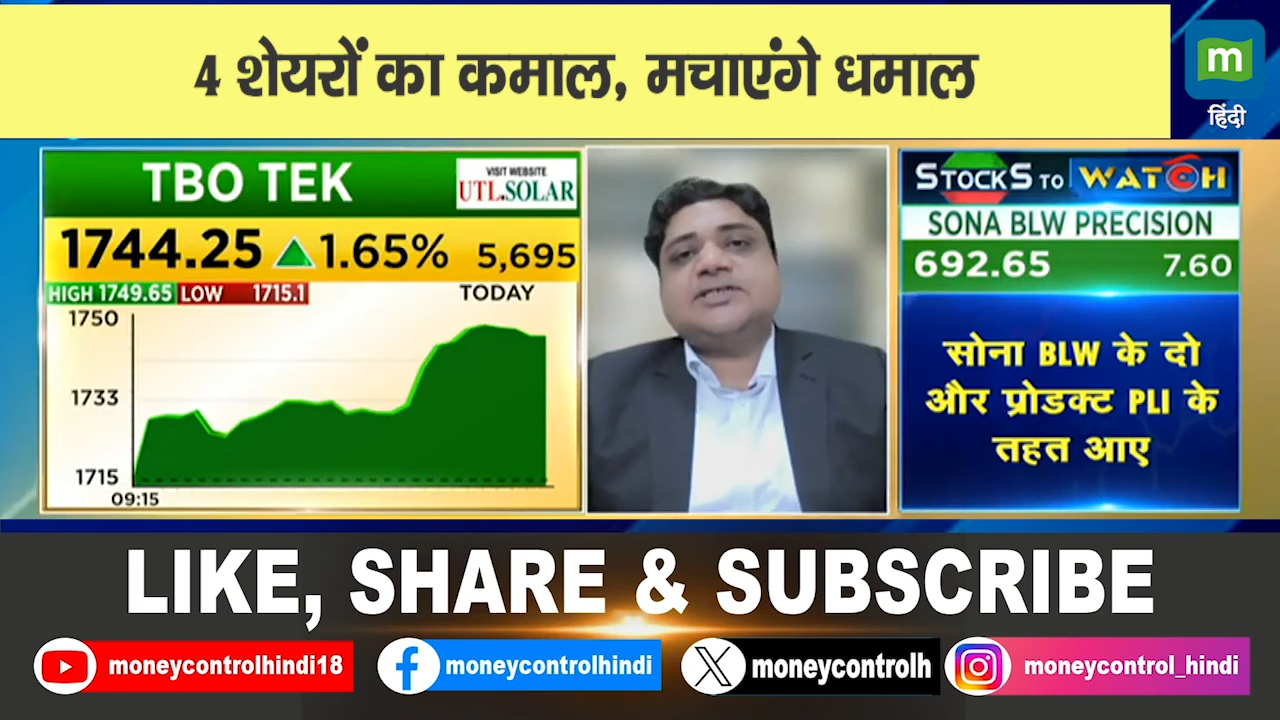 4 शेयरों का कमाल, मचाएंगे धमाल
m
हिंदी
TBO TEK
VISIT WEBSITE
UTL.SOLAR
1744.25 1.65% 5,695
HIGH 1749.65 LOW 1715.1
TODAY
1750
1733
1715
09:15
STOCKS TO WATCH
SONA BLW PRECISION
692.65 7.60
सोना BLW के दो
और प्रोडक्ट PLI के
तहत आए
LIKE, SHARE & SUBSCRIBE
moneycontrolhindi18
moneycontrolhindi
moneycontrolh
moneycontrol_hindi